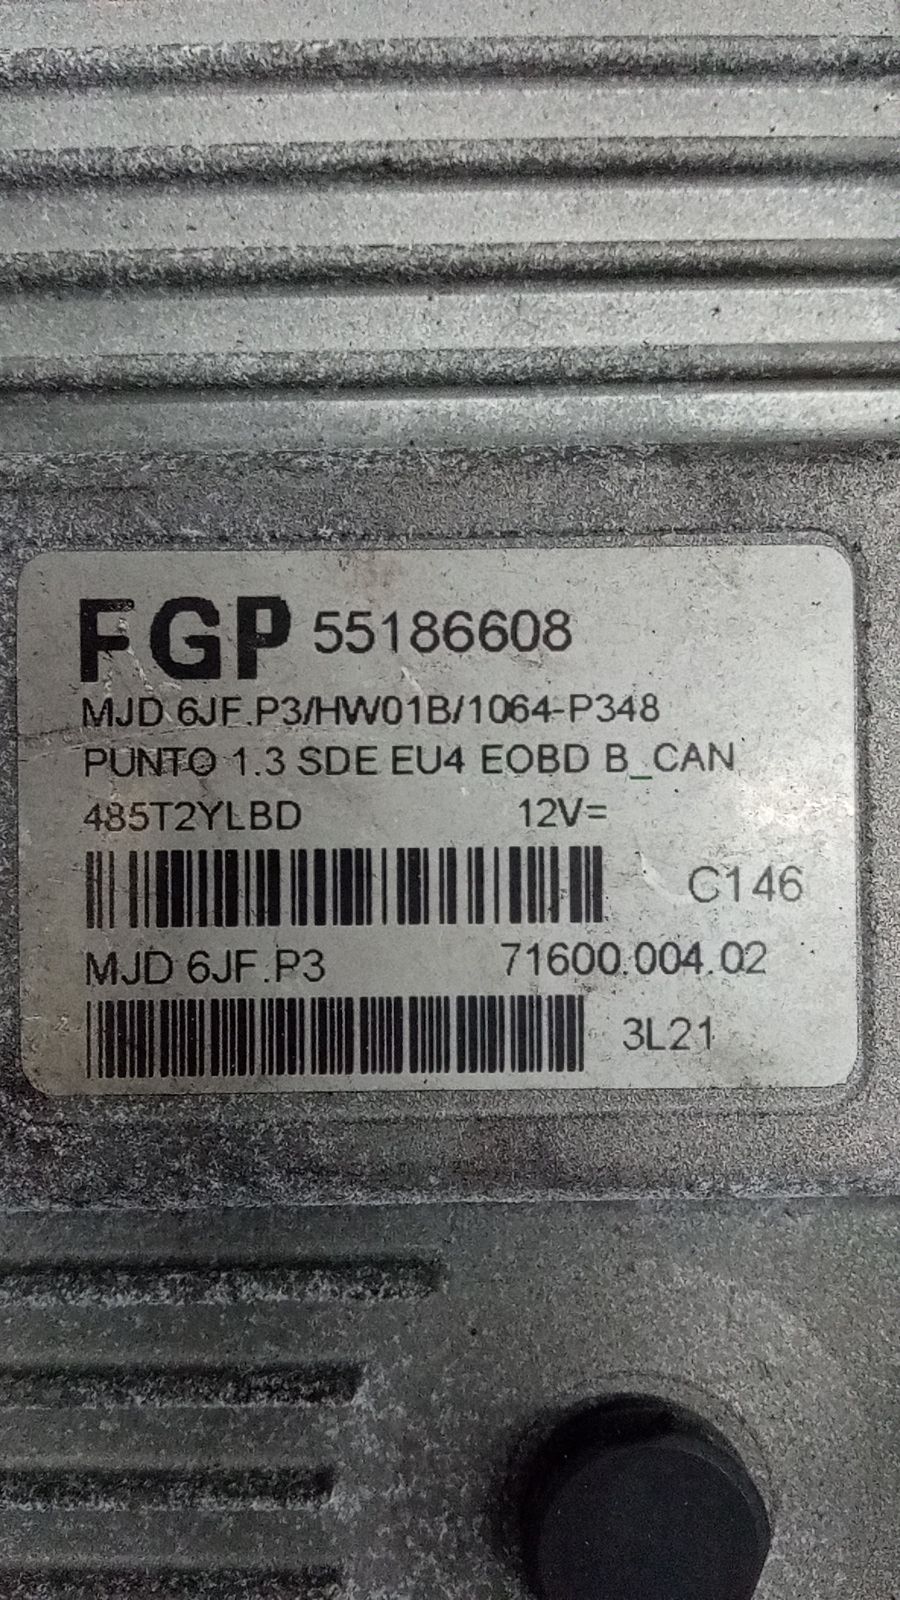 FGP 55186608
MJD 6JF.P3/HW01B/1064-P348
PUNTO 1.3 SDE EU4 EOBD B_CAN
485T2YLBD 12V=
C146
MJD 6JF.P3 71600.004.02
3L21